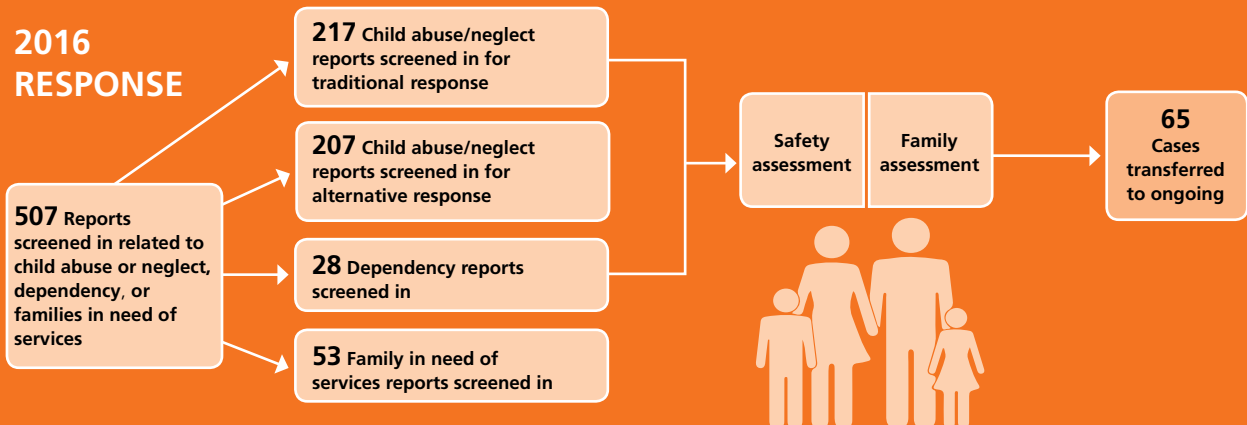 2016
RESPONSE
507 Reports
screened in related to
child abuse or neglect,
dependency, or
families in need of
services
217 Child abuse/neglect
reports screened in for
traditional response
207 Child abuse/neglect
reports screened in for
alternative response
28 Dependency reports
screened in
53 Family in need of
services reports screened in
Safety
assessment
Family
assessment
65
Cases
transferred
to ongoing